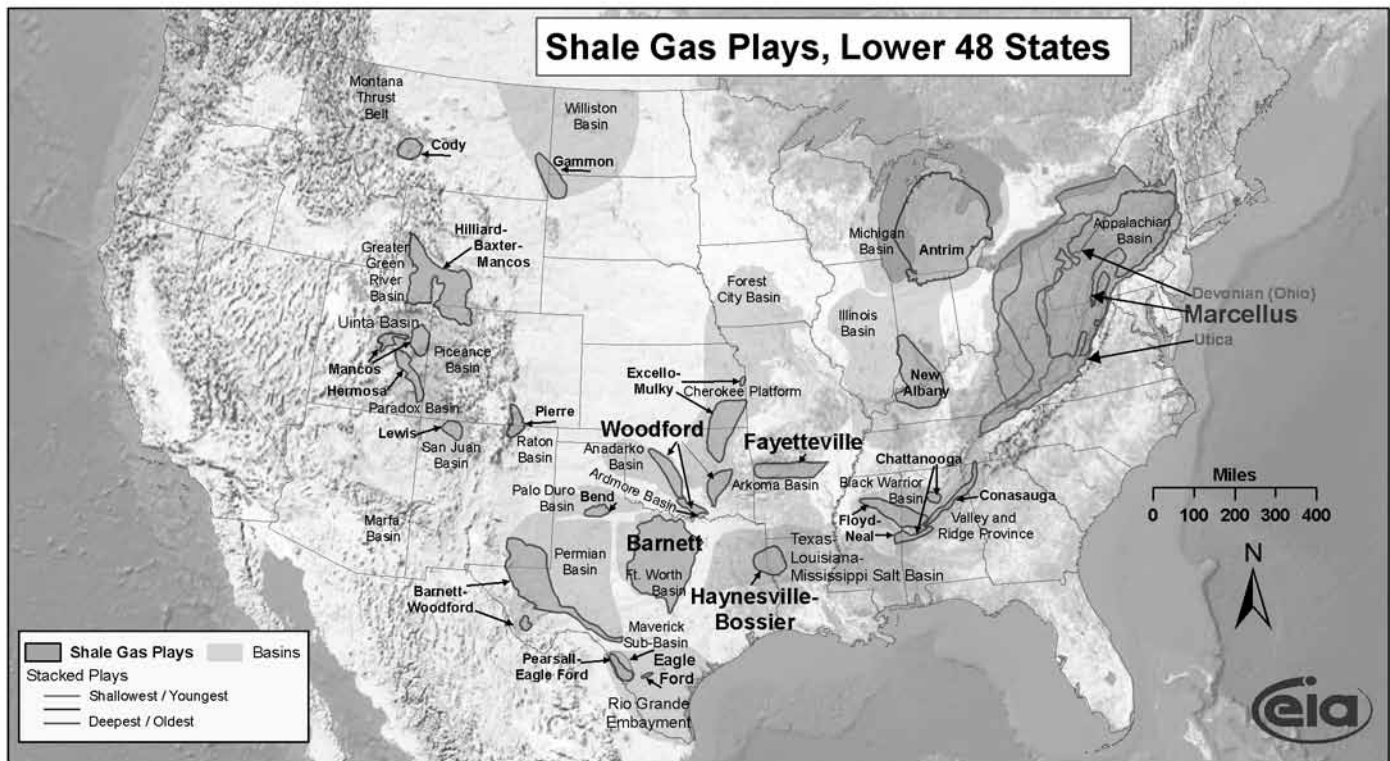 Shale Gas Plays, Lower 48 States
Montana
Thrust
Belt
Williston
Basin
Cody
Gammon
Hilliard-
Baxter-
Mancos
Greater
Green
River
Basin
Michigan
Basin
Antrim
Appalachian
Basin
Devonian (Ohio)
Marcellus
Utica
Forest
City Basin
Illinois
Basin
Uinta Basin
Piceance
Basin
Mancos
Hermosa
Paradox Basin
Excello-
Mulky
Cherokee Platform
New
Albany
Lewis
San Juan
Basin
Pierre
Raton
Basin
Woodford
Anadarko
Basin
Ardmore Basin
Fayetteville
Arkoma Basin
Chattanooga
Black Warrior
Basin
Conasauga
Floyd-
Neal
Valley and
Ridge Province
Palo Duro
Basin
Bend
Marfa
Basin
Permian
Basin
Barnett
Ft. Worth
Basin
Texas-
Louisiana-
Mississippi Salt Basin
Haynesville-
Bossier
Barnett-
Woodford
Maverick
Sub-Basin
Pearsall-
Eagle Ford
Eagle
Ford
Rio Grande
Embayment
Miles
0 100 200 300 400
N
Shale Gas Plays
Basins
Stacked Plays
Shallowest / Youngest
Deepest / Oldest
eia